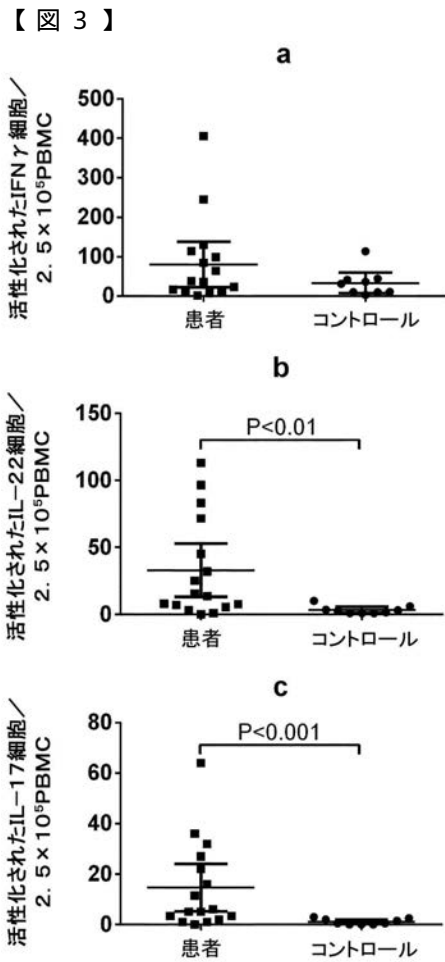 【図3】
a
活性化されたIFNγ細胞／
2.5×10⁵PBMC
500
400
300
200
100
0
患者 コントロール
b
活性化されたIL−22細胞／
2.5×10⁵PBMC
P<0.01
150
100
50
0
患者 コントロール
c
活性化されたIL−17細胞／
2.5×10⁵PBMC
P<0.001
80
60
40
20
0
患者 コントロール